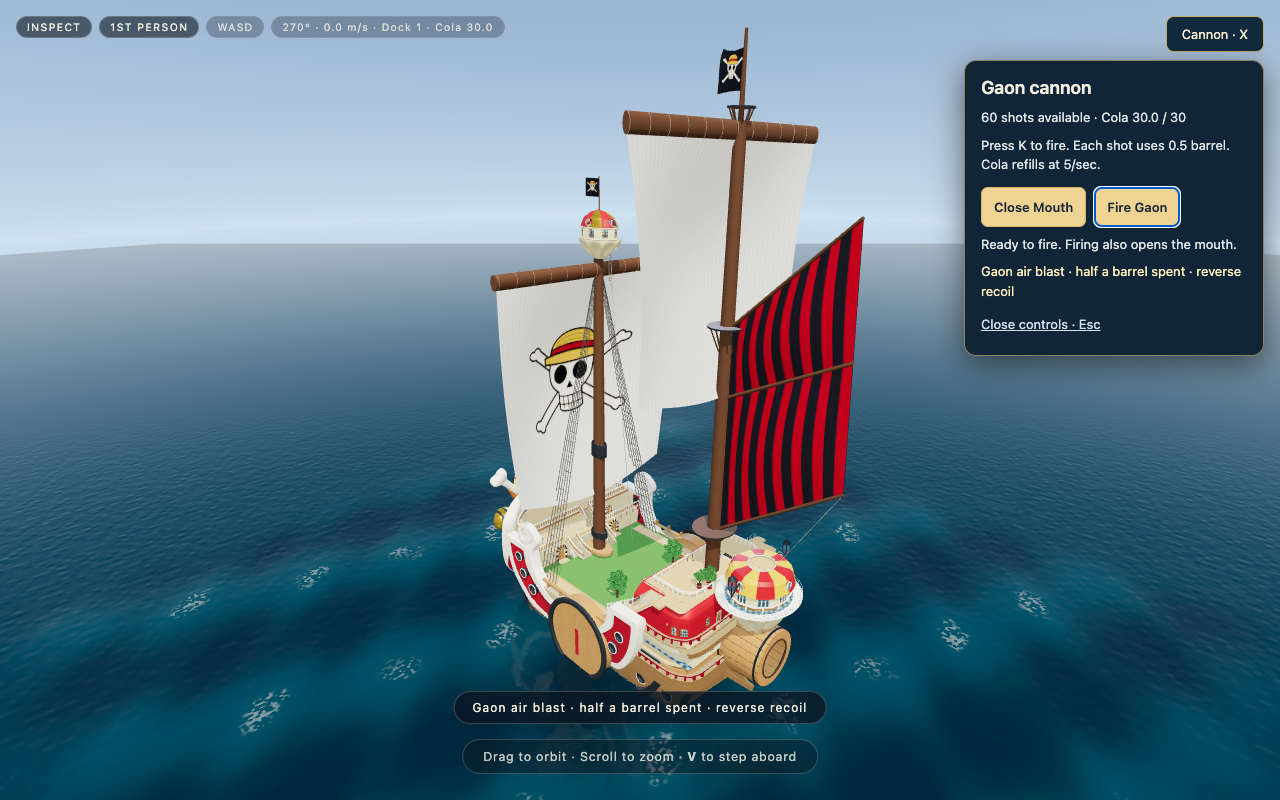 INSPECT
1ST PERSON
WASD
270° · 0.0 m/s · Dock 1 · Cola 30.0
Cannon · X
Gaon cannon
60 shots available · Cola 30.0 / 30
Press K to fire. Each shot uses 0.5 barrel.
Cola refills at 5/sec.
Close Mouth
Fire Gaon
Ready to fire. Firing also opens the mouth.
Gaon air blast · half a barrel spent · reverse
recoil
Close controls · Esc
1
Gaon air blast · half a barrel spent · reverse recoil
Drag to orbit · Scroll to zoom · V to step aboard